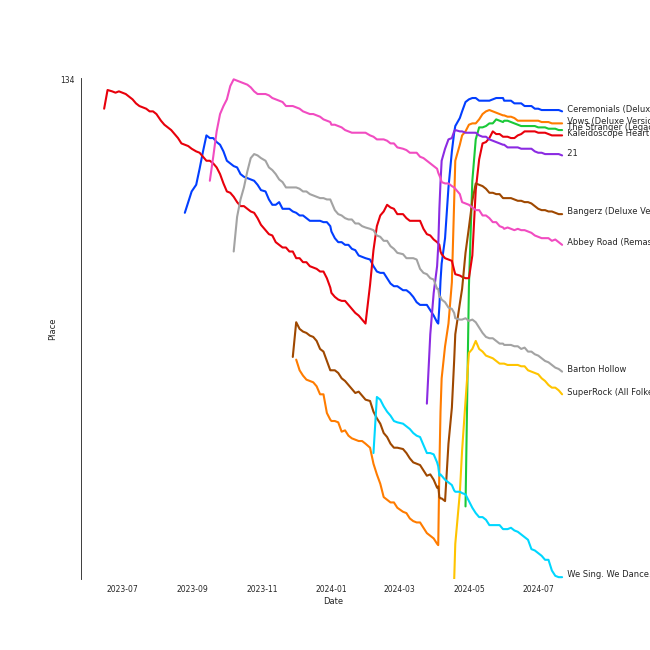 134
Ceremonials (Delux
Vows (Deluxe Versio
The Stranger (Legac
Kaleidoscope Heart
21
Bangerz (Deluxe Ve
Abbey Road (Remas
Barton Hollow
SuperRock (All Folke
We Sing. We Dance.
Place
2023-07 2023-09 2023-11 2024-01 2024-03 2024-05 2024-07
Date